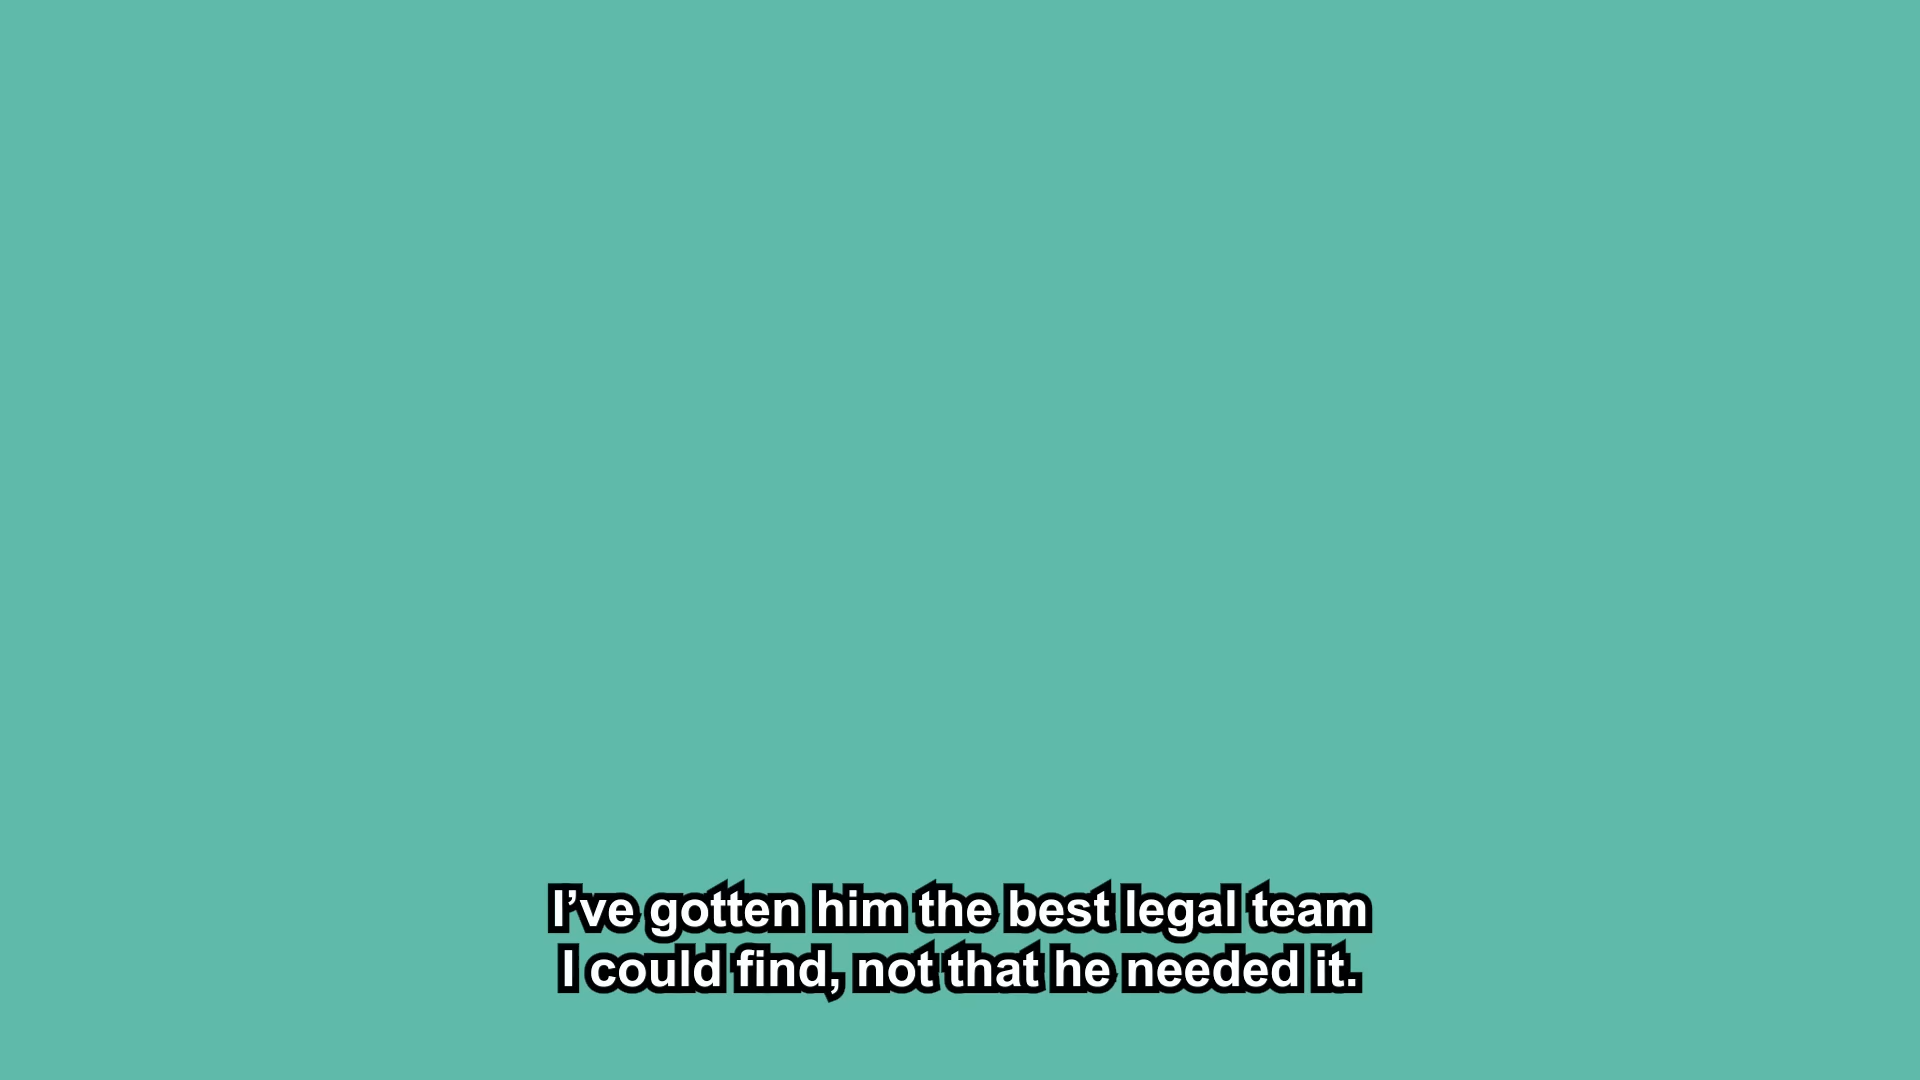 I’ve gotten him the best legal team
I could find, not that he needed it.